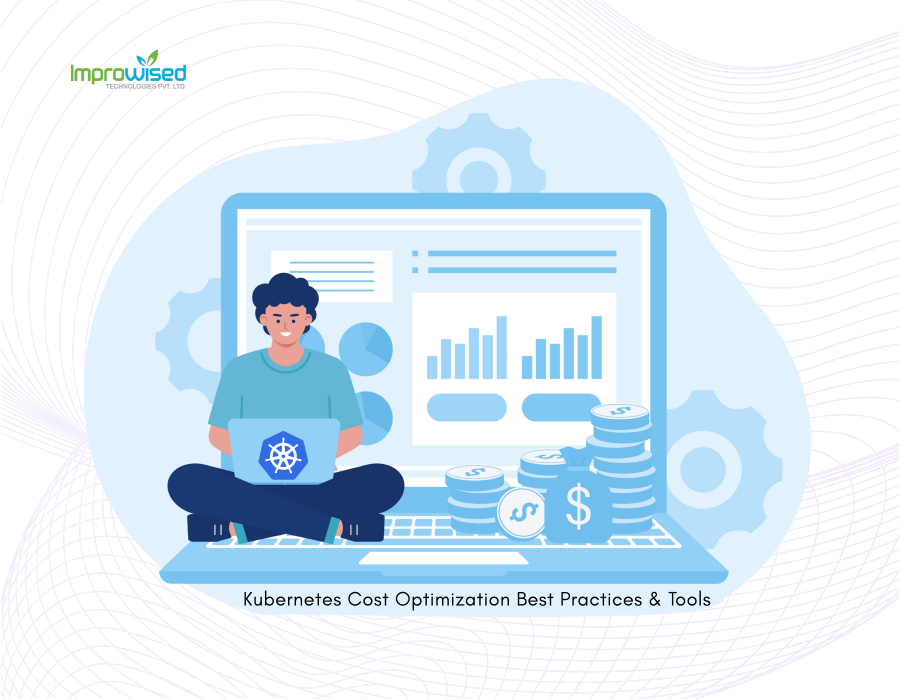 Improwised
TECHNOLOGIES PVT. LTD.
$
$
$
$
$
Kubernetes Cost Optimization Best Practices & Tools